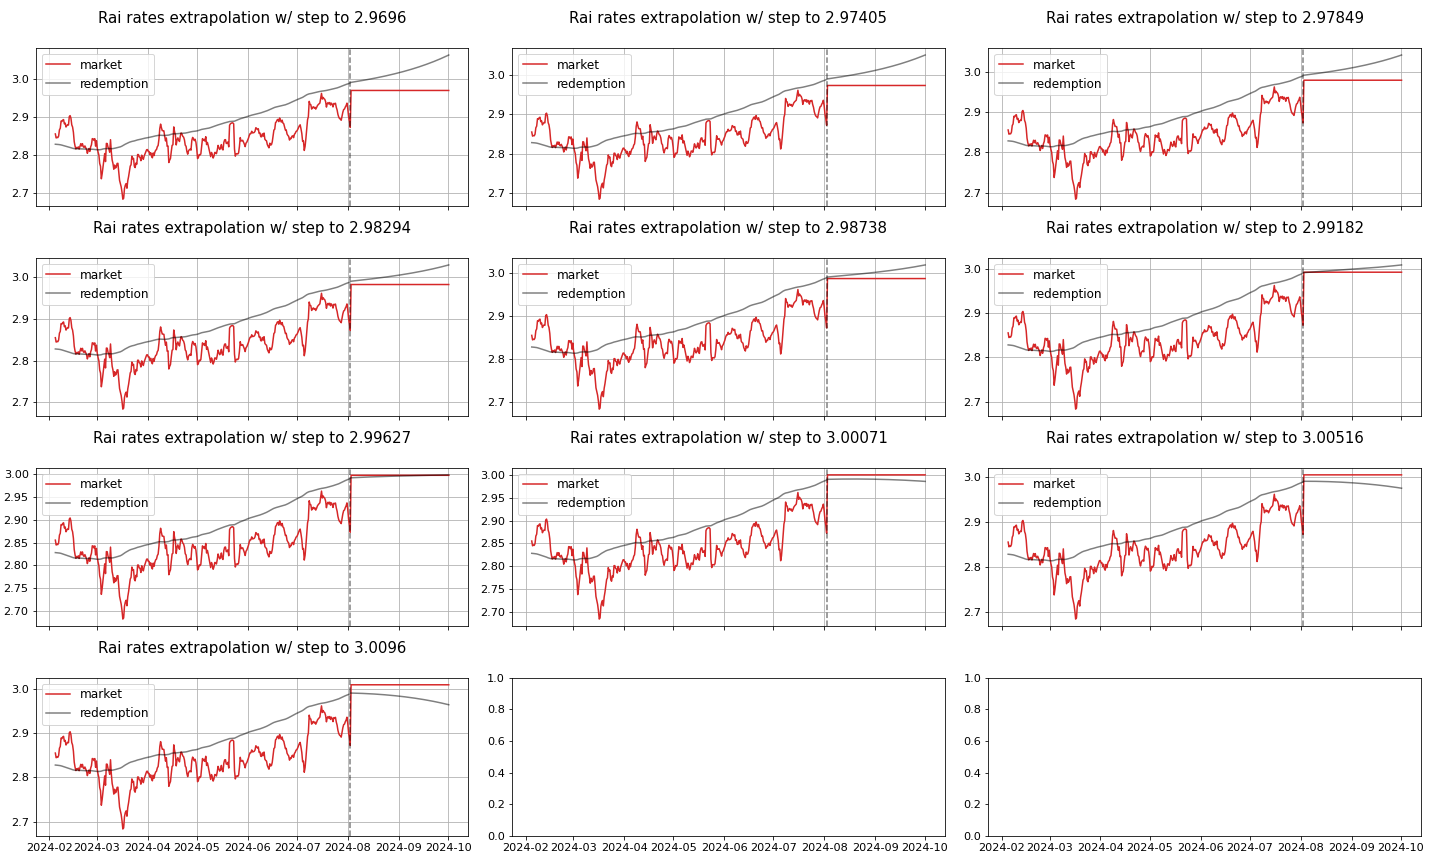 Rai rates extrapolation w/ step to 2.9696
Rai rates extrapolation w/ step to 2.97405
Rai rates extrapolation w/ step to 2.97849
3.0
2.9
2.8
2.7
market
redemption
3.0
2.9
2.8
2.7
market
redemption
3.0
2.9
2.8
2.7
market
redemption
Rai rates extrapolation w/ step to 2.98294
Rai rates extrapolation w/ step to 2.98738
Rai rates extrapolation w/ step to 2.99182
3.0
2.9
2.8
2.7
market
redemption
3.0
2.9
2.8
2.7
market
redemption
3.0
2.9
2.8
2.7
market
redemption
Rai rates extrapolation w/ step to 2.99627
Rai rates extrapolation w/ step to 3.00071
Rai rates extrapolation w/ step to 3.00516
3.00
2.95
2.90
2.85
2.80
2.75
2.70
market
redemption
3.00
2.95
2.90
2.85
2.80
2.75
2.70
market
redemption
3.0
2.9
2.8
2.7
market
redemption
Rai rates extrapolation w/ step to 3.0096
3.0
2.9
2.8
2.7
market
redemption
1.0
0.8
0.6
0.4
0.2
0.0
1.0
0.8
0.6
0.4
0.2
0.0
2024-02 2024-03 2024-04 2024-05 2024-06 2024-07 2024-08 2024-09 2024-10
2024-02 2024-03 2024-04 2024-05 2024-06 2024-07 2024-08 2024-09 2024-10
2024-02 2024-03 2024-04 2024-05 2024-06 2024-07 2024-08 2024-09 2024-10